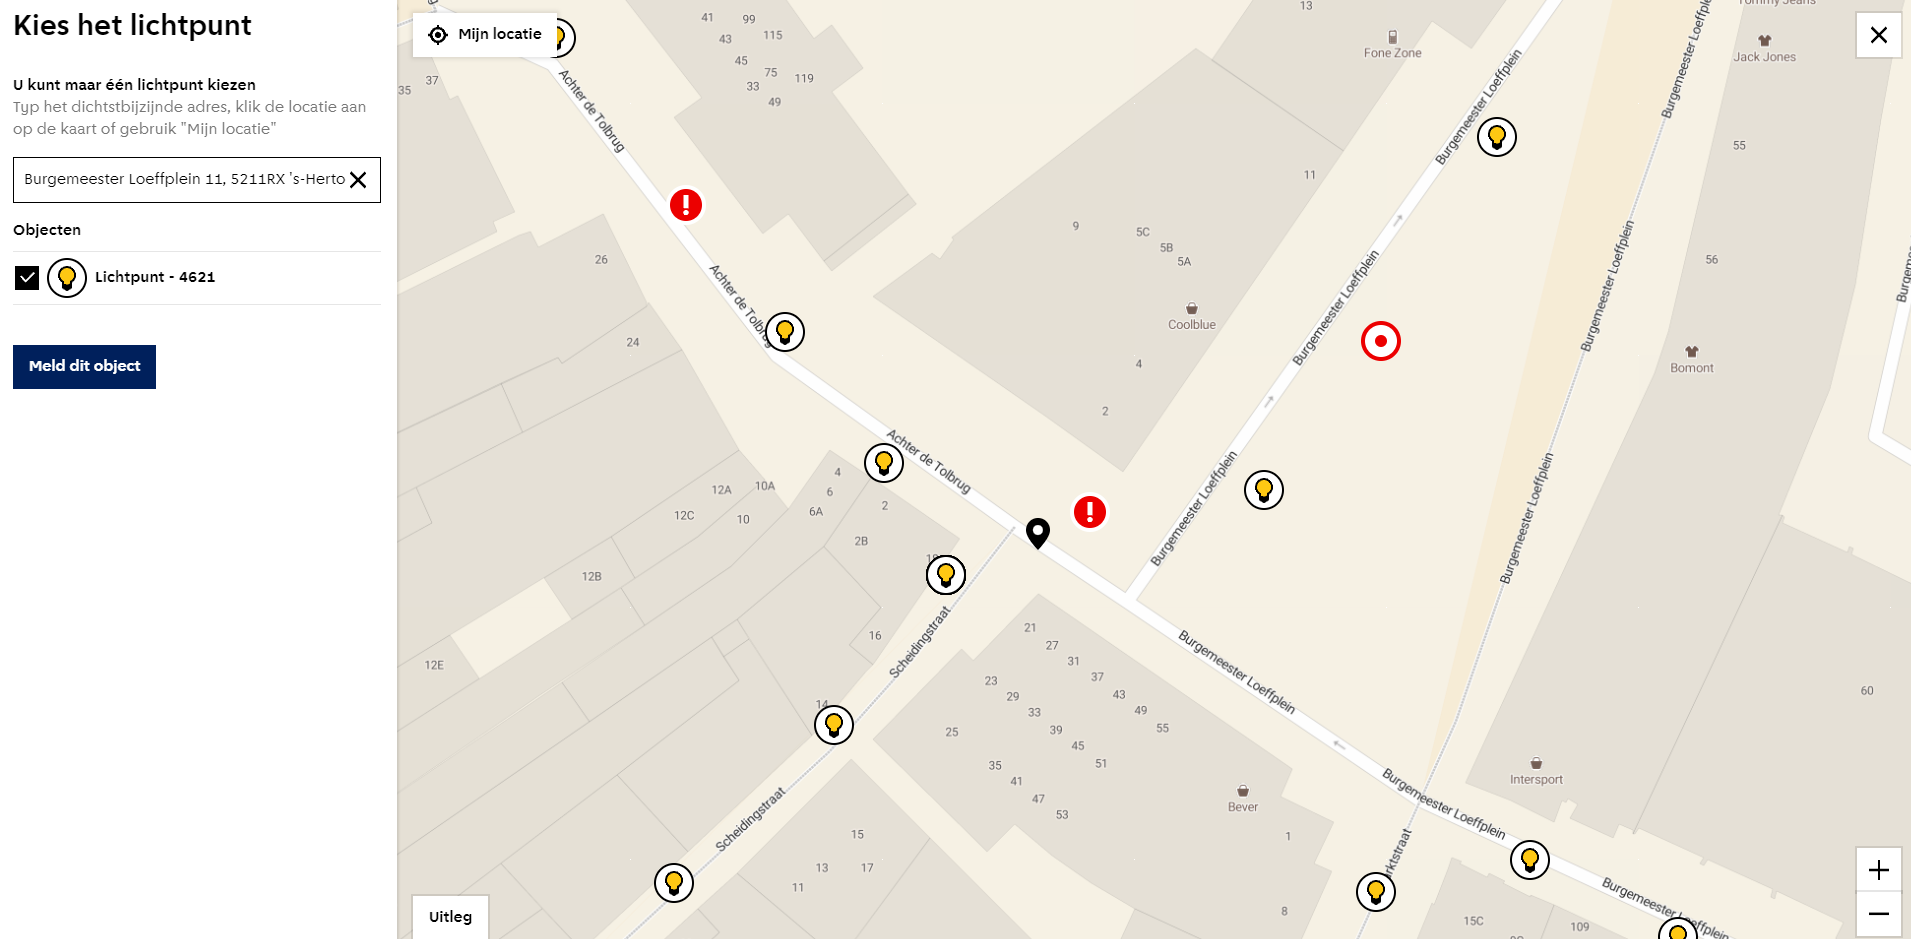 Kies het lichtpunt
U kunt maar één lichtpunt kiezen
Typ het dichtstbijzijnde adres, klik de locatie aan
op de kaart of gebruik "Mijn locatie"
Burgemeester Loeffplein 11, 5211RX 's-Herto
Objecten
Lichtpunt - 4621
Meld dit object
Mijn locatie
Uitleg
35
37
41
99
43
115
45
75
119
33
49
13
Tommy Jeans
Jack Jones
Fone Zone
Achter de Tolbrug
Burgemeester Loeffplein
Burgemeester Loeffplein
55
11
9
5C
5B
5A
26
56
Achter de Tolbrug
Burgemeester Loeffplein
Burgemeester Loeffplein
Coolblue
24
4
Bomont
2
Achter de Tolbrug
Burgemeester Loeffplein
Burgemeester Loeffplein
4
6
2
6A
12A
10A
12C
10
2B
12B
16
12E
14
Scheidingstraat
21
27
31
23
37
29
43
33
49
25
39
55
45
35
51
41
47
53
Burgemeester Loeffplein
60
Intersport
Bever
Burgemeester Loeffplein
1
Scheidingstraat
15
13
17
11
8
15C
109
Burgemeester Loeffplein